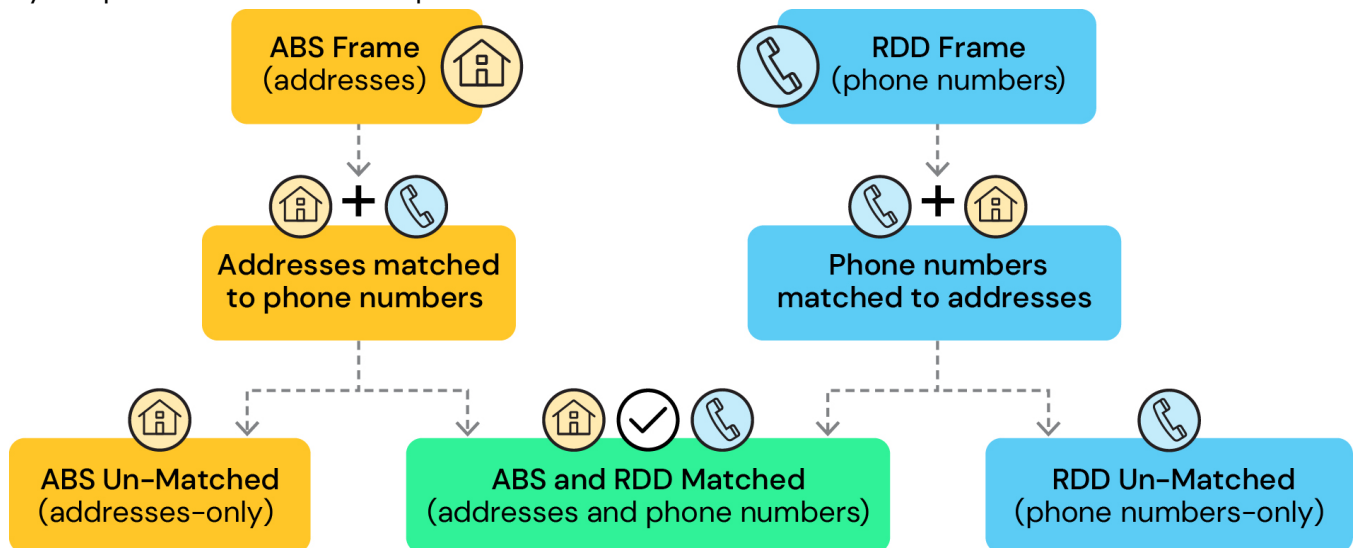 ABS Frame
(addresses)
RDD Frame
(phone numbers)
Addresses matched
to phone numbers
Phone numbers
matched to addresses
ABS Un-Matched
(addresses-only)
ABS and RDD Matched
(addresses and phone numbers)
RDD Un-Matched
(phone numbers-only)